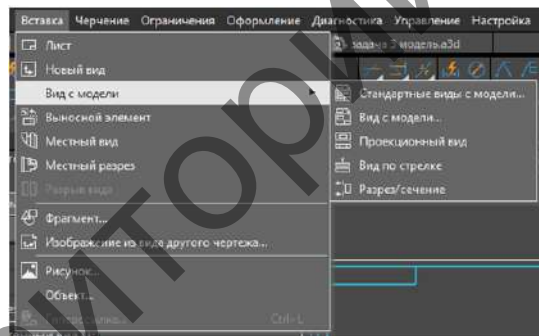 Вставка Черчение Ограничения Оформление Диагностика Управление Настройка
Лист
задача 3 модель.a3d
Новый вид
Вид с модели
Стандартные виды с модели...
Выносной элемент
Вид с модели...
Местный вид
Проекционный вид
Местный разрез
Вид по стрелке
Разрыв вида
Разрез/сечение
Фрагмент...
Изображение из вида другого чертежа...
Рисунок...
Объект...
Гиперссылка... Ctrl+L